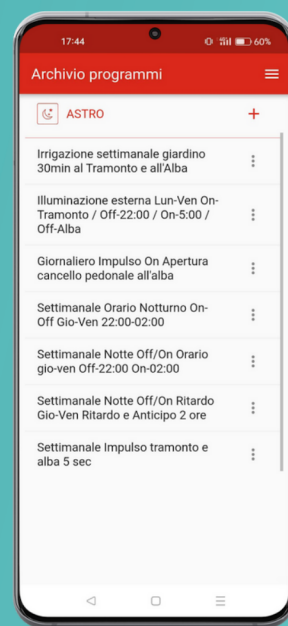 17:44
60%
Archivio programmi
ASTRO
Irrigazione settimanale giardino
30min al Tramonto e all'Alba
Illuminazione esterna Lun-Ven On-
Tramonto / Off-22:00 / On-5:00 /
Off-Alba
Giornaliero Impulso On Apertura
cancello pedonale all'alba
Settimanale Orario Notturno On-
Off Gio-Ven 22:00-02:00
Settimanale Notte Off/On Orario
gio-ven Off-22:00 On-02:00
Settimanale Notte Off/On Ritardo
Gio-Ven Ritardo e Anticipo 2 ore
Settimanale Impulso tramonto e
alba 5 sec